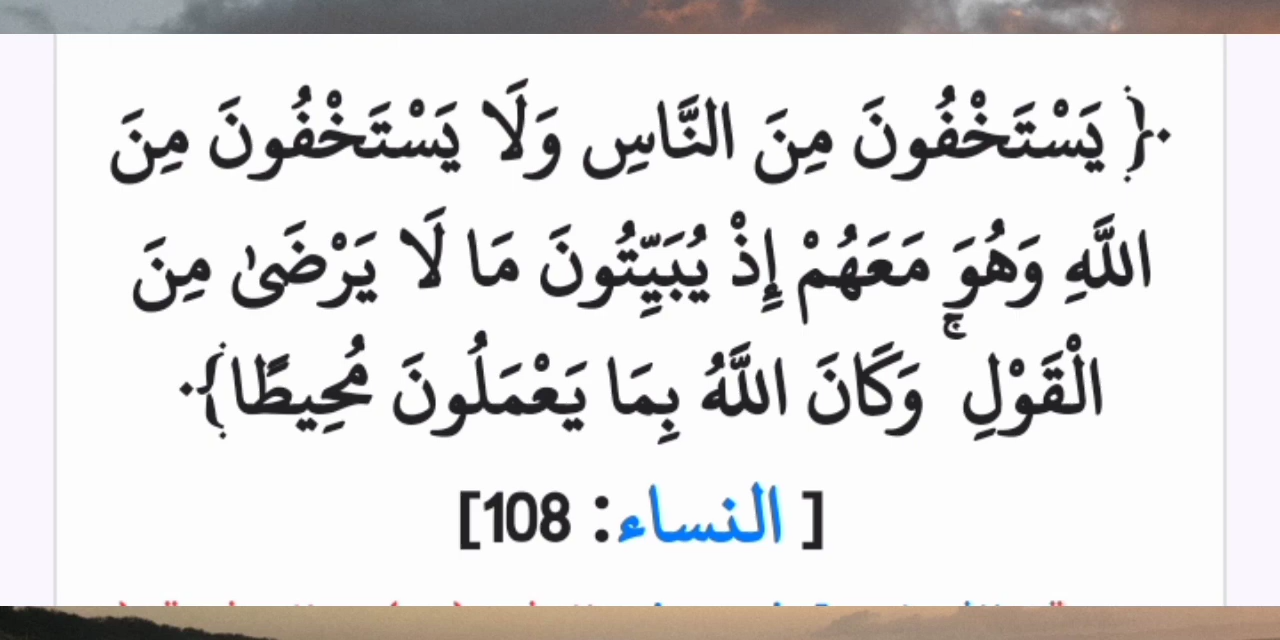 ﴿ يَسْتَخْفُونَ مِنَ النَّاسِ وَلَا يَسْتَخْفُونَ مِنَ
اللَّهِ وَهُوَ مَعَهُمْ إِذْ يُبَيِّتُونَ مَا لَا يَرْضَىٰ مِنَ
الْقَوْلِ ۚ وَكَانَ اللَّهُ بِمَا يَعْمَلُونَ مُحِيطًا﴾
[ النساء: 108]